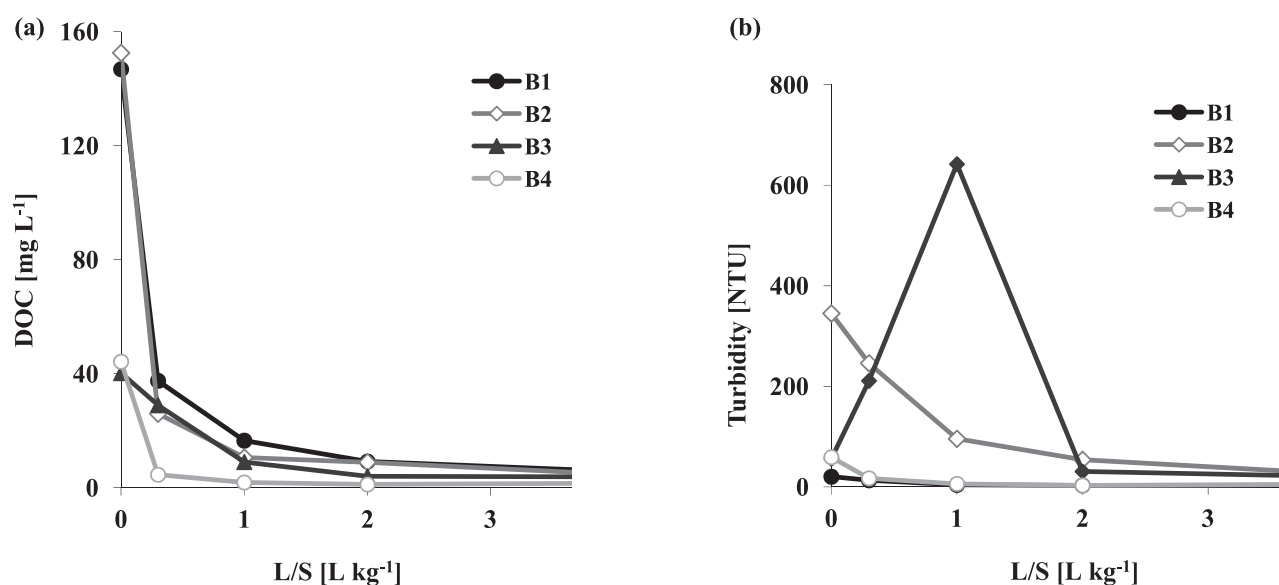 (a)
160
120
80
40
0
DOC [mg L-1]
0 1 2 3
L/S [L kg-1]
B1
B2
B3
B4
(b)
800
600
400
200
0
Turbidity [NTU]
0 1 2 3
L/S [L kg-1]
B1
B2
B3
B4